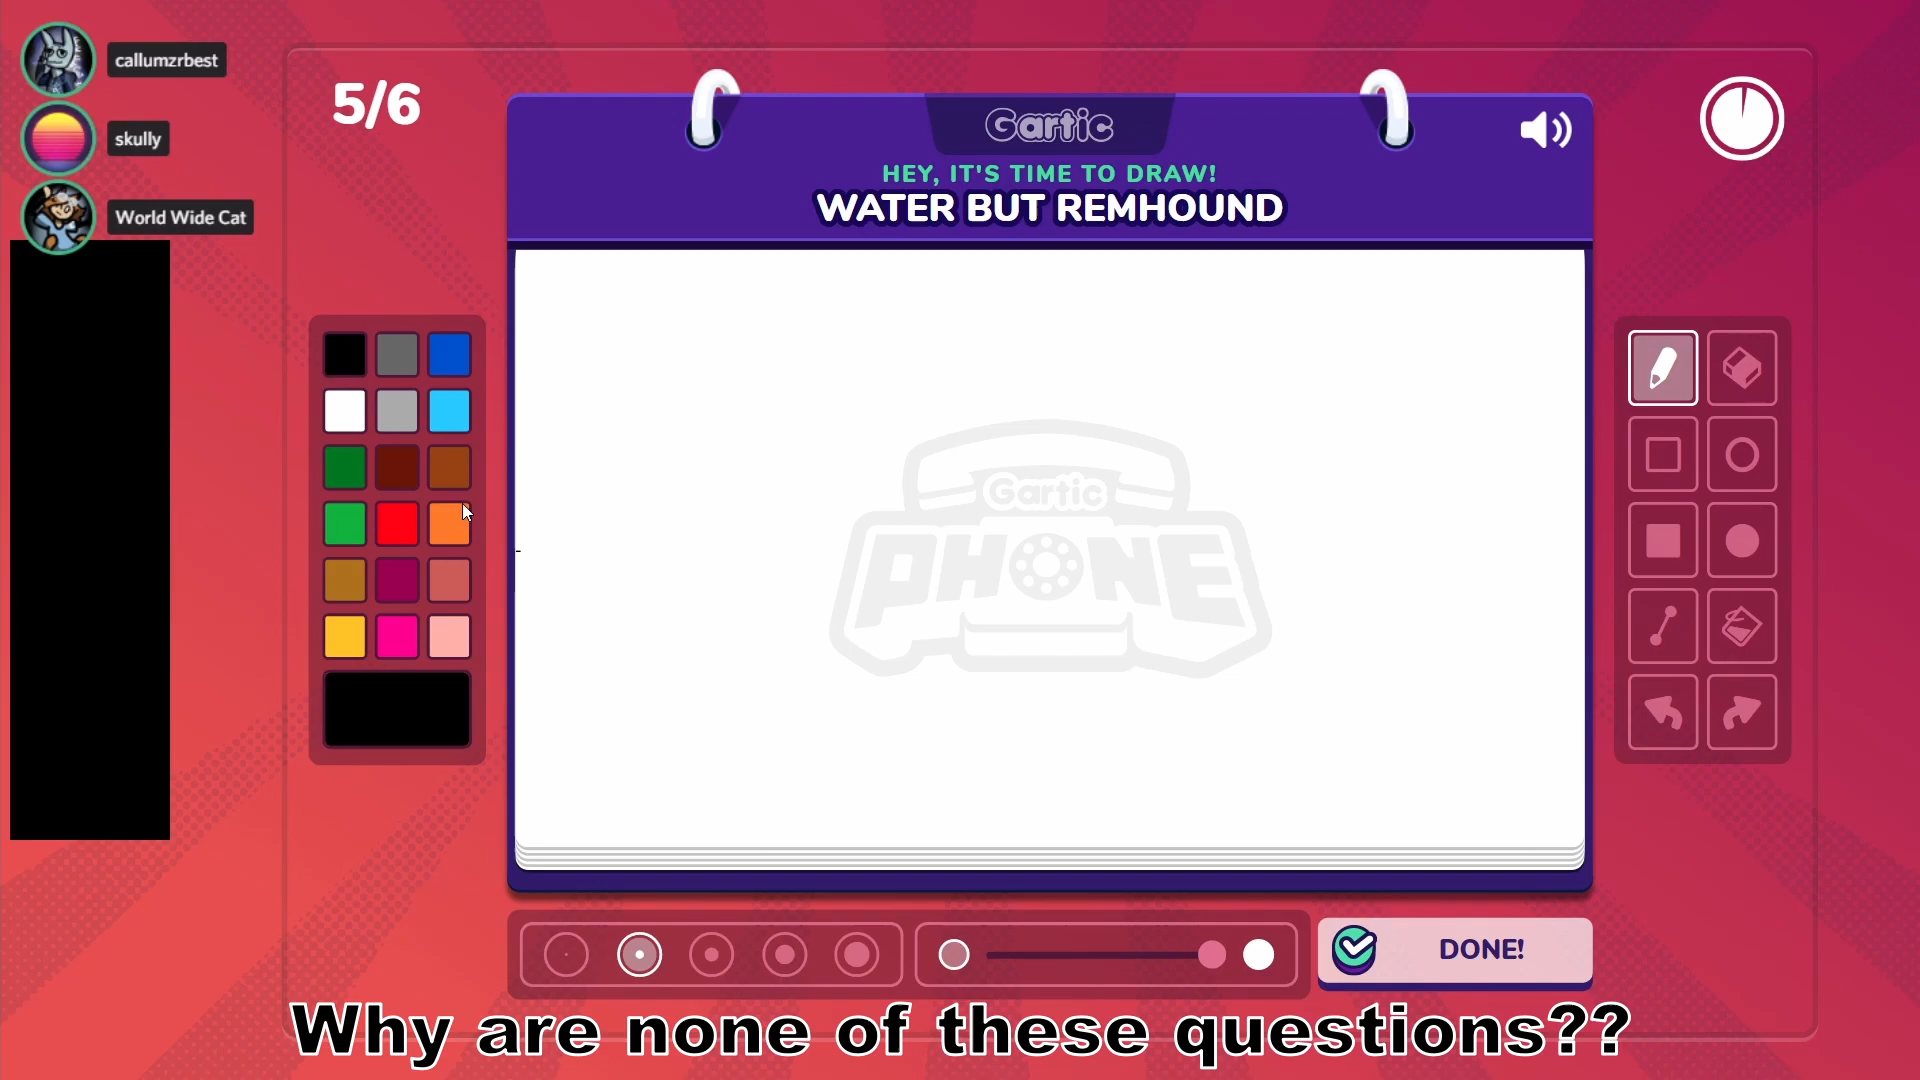 callumzrbest
skully
World Wide Cat
5/6
Gartic
HEY, IT'S TIME TO DRAW!
WATER BUT REMHOUND
Gartic
PHONE
DONE!
Why are none of these questions??